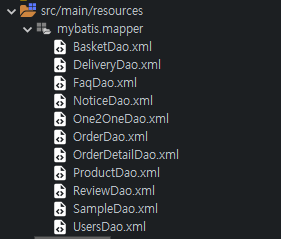 src/main/resources
mybatis.mapper
BasketDao.xml
DeliveryDao.xml
FaqDao.xml
NoticeDao.xml
One2OneDao.xml
OrderDao.xml
OrderDetailDao.xml
ProductDao.xml
ReviewDao.xml
SampleDao.xml
UsersDao.xml